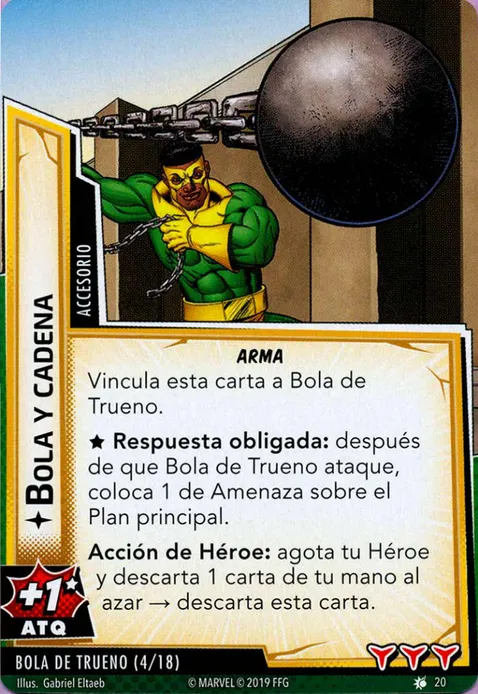 ACCESORIO
BOLA Y CADENA
ARMA
Vincula esta carta a Bola de
Trueno.
★ Respuesta obligada: después
de que Bola de Trueno ataque,
coloca 1 de Amenaza sobre el
Plan principal.
Acción de Héroe: agota tu Héroe
y descarta 1 carta de tu mano al
azar → descarta esta carta.
+1★
ATQ
BOLA DE TRUENO (4/18)
Illus. Gabriel Eltaeb
© MARVEL © 2019 FFG
20